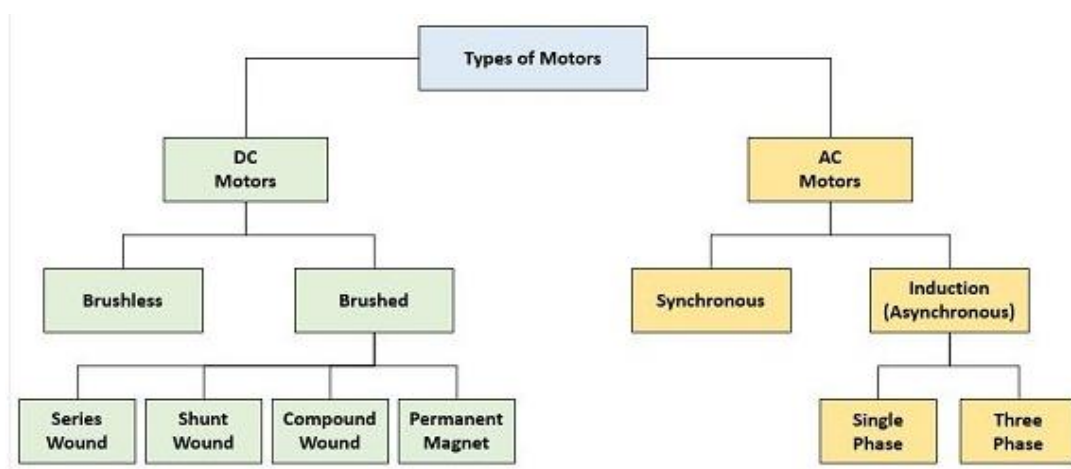 Types of Motors
DC
Motors
AC
Motors
Brushless
Brushed
Synchronous
Induction
(Asynchronous)
Series
Wound
Shunt
Wound
Compound
Wound
Permanent
Magnet
Single
Phase
Three
Phase